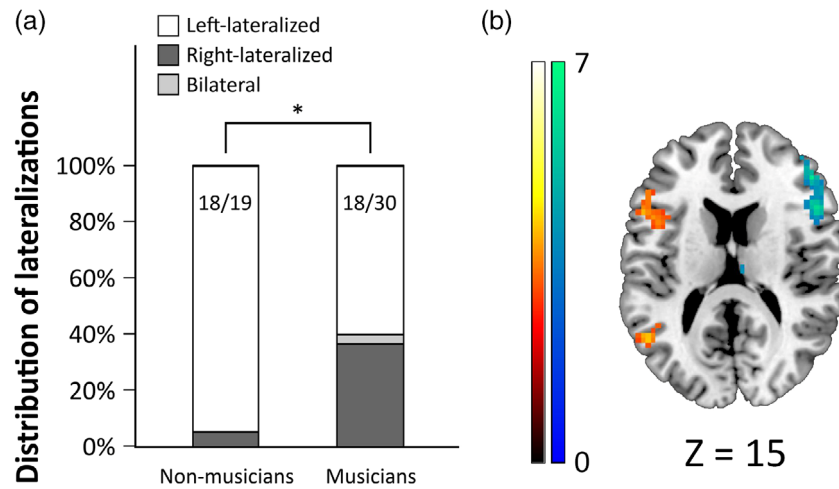 (a)
Left-lateralized
Right-lateralized
Bilateral
*
Distribution of lateralizations
100%
80%
60%
40%
20%
0%
18/19
18/30
Non-musicians
Musicians
(b)
7
0
Z = 15